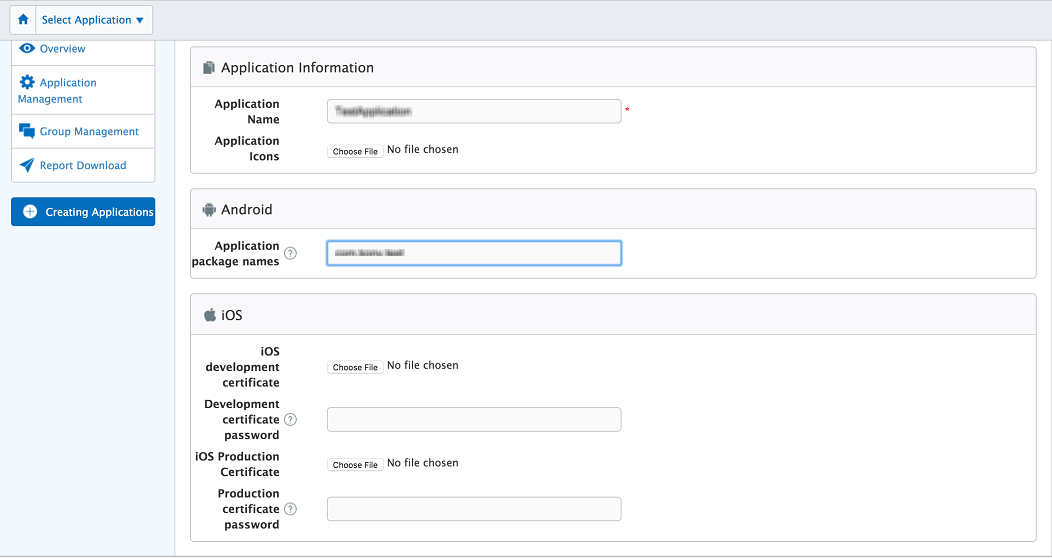 Select Application ▼
Overview
Application
Management
Group Management
Report Download
Creating Applications
Application Information
Application
Name
*
Application
Icons
Choose File No file chosen
Android
Application
package names ?
iOS
iOS
development
certificate
Choose File No file chosen
Development
certificate ?
password
iOS Production
Certificate
Choose File No file chosen
Production
certificate ?
password